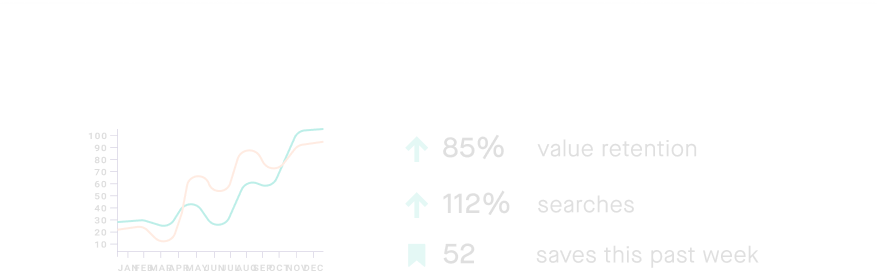 100
90
80
70
60
50
40
30
20
10
JAN FEB MAR APR MAY JUN JUL AUG SEP OCT NOV DEC
85% value retention
112% searches
52 saves this past week